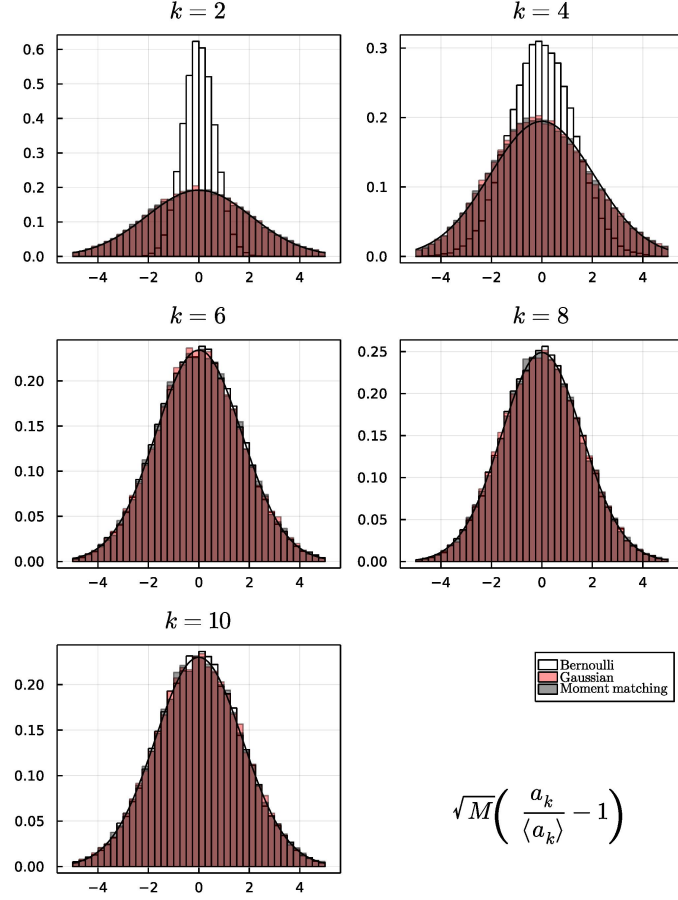 k = 2
k = 4
0.6
0.5
0.4
0.3
0.2
0.1
0.0
−4 −2 0 2 4
0.3
0.2
0.1
0.0
−4 −2 0 2 4
k = 6
k = 8
0.20
0.15
0.10
0.05
0.00
−4 −2 0 2 4
0.25
0.20
0.15
0.10
0.05
0.00
−4 −2 0 2 4
k = 10
0.20
0.15
0.10
0.05
0.00
−4 −2 0 2 4
Bernoulli
Gaussian
Moment matching
√M( a_k / ⟨a_k⟩ − 1 )